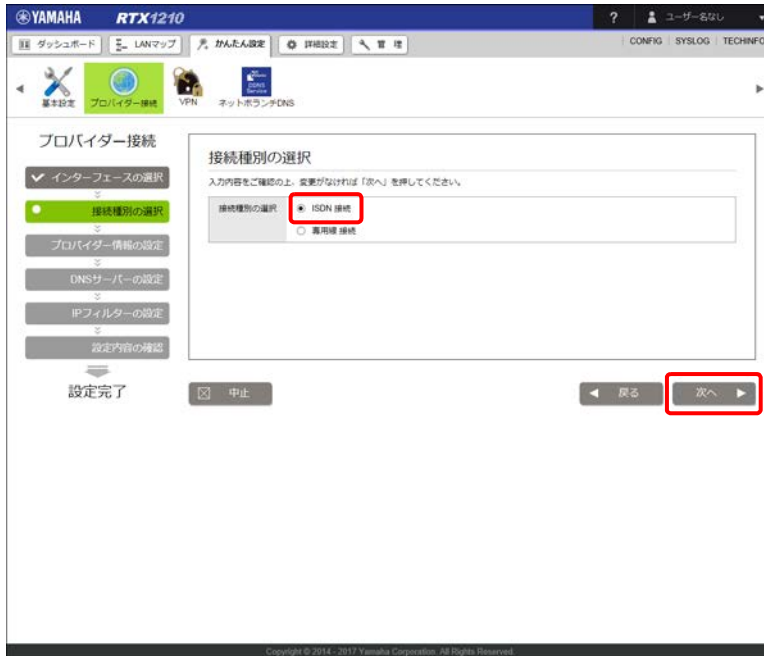 YAMAHA RTX1210 ? ユーザー名なし
ダッシュボード LANマップ かんたん設定 詳細設定 管理 CONFIG SYSLOG TECHINFO
DDNS
Service
基本設定 プロバイダー接続 VPN ネットボランチDNS
プロバイダー接続
インターフェースの選択
接続種別の選択
プロバイダー情報の設定
DNSサーバーの設定
IPフィルターの設定
設定内容の確認
設定完了
接続種別の選択
入力内容をご確認の上、変更がなければ「次へ」を押してください。
接続種別の選択 ISDN 接続
専用線 接続
中止 戻る 次へ
Copyright © 2014 - 2017 Yamaha Corporation. All Rights Reserved.